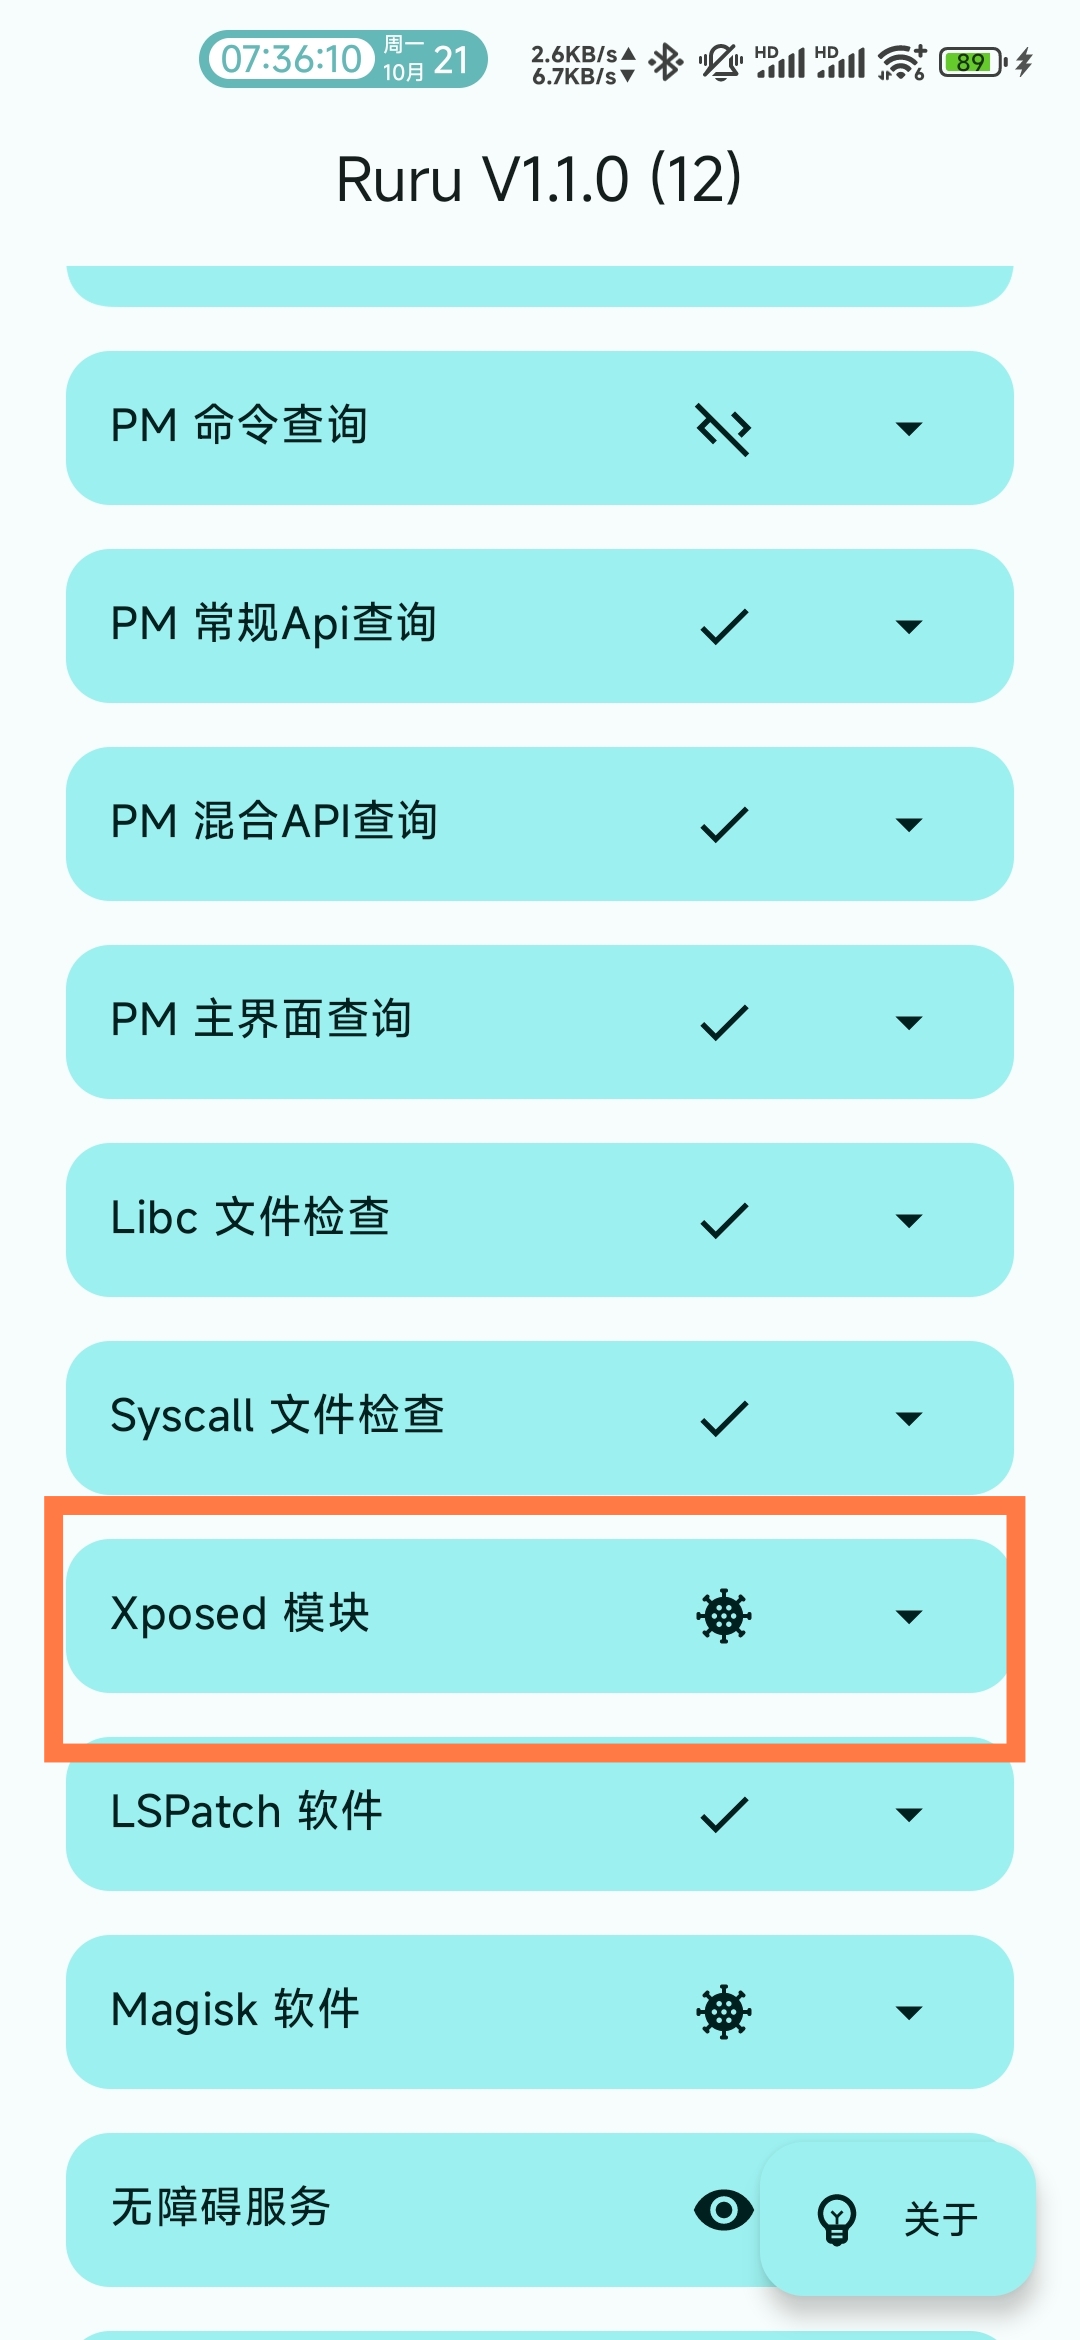 07:36:10 周一 10月 21 2.6KB/s 6.7KB/s HD HD 6 89
Ruru V1.1.0 (12)
PM 命令查询
PM 常规Api查询
PM 混合API查询
PM 主界面查询
Libc 文件检查
Syscall 文件检查
Xposed 模块
LSPatch 软件
Magisk 软件
无障碍服务
关于